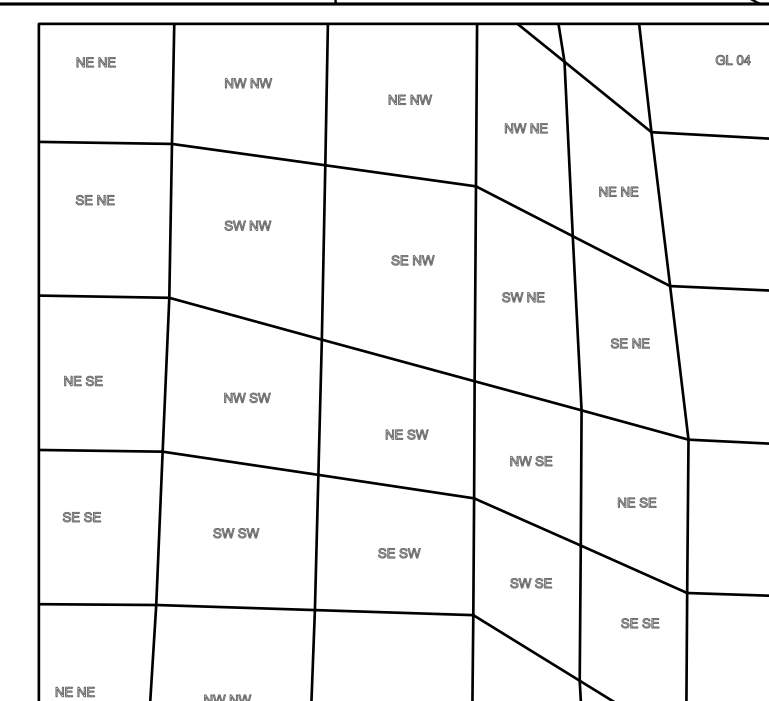 NE NE
NW NW
NE NW
NW NE
NE NE
GL 04
SE NE
SW NW
SE NW
SW NE
SE NE
NE SE
NW SW
NE SW
NW SE
NE SE
SE SE
SW SW
SE SW
SW SE
SE SE
NE NE
NW NW